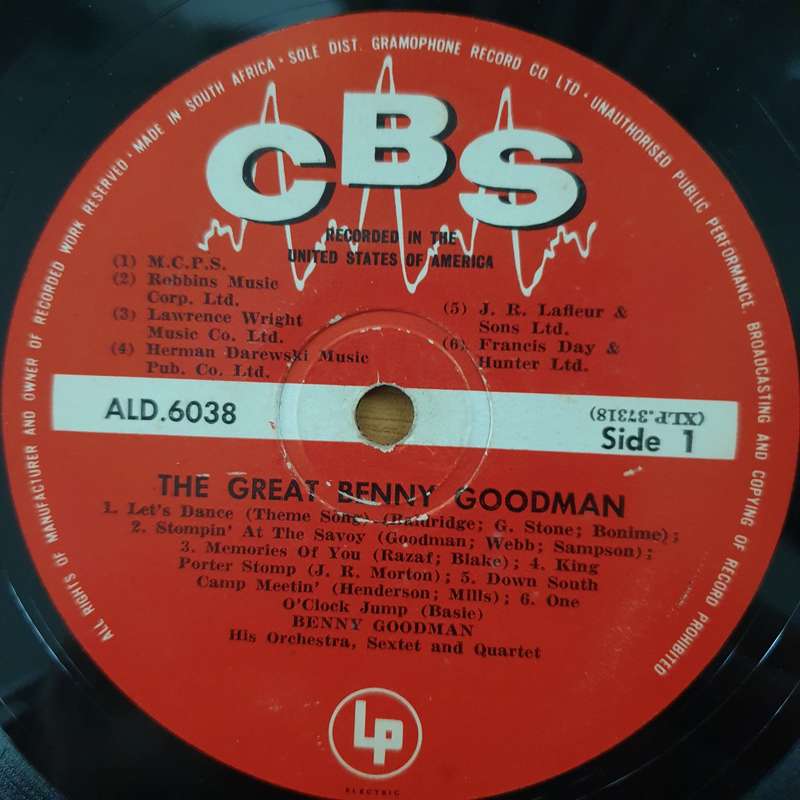 ALL RIGHTS OF MANUFACTURER AND OWNER OF RECORDED WORK RESERVED · MADE IN SOUTH AFRICA · SOLE DIST. GRAMOPHONE RECORD CO LTD · UNAUTHORISED PUBLIC PERFORMANCE, BROADCASTING AND COPYING OF RECORD PROHIBITED
CBS
RECORDED IN THE
UNITED STATES OF AMERICA
(1) M.C.P.S.
(2) Robbins Music
Corp. Ltd.
(3) Lawrence Wright
Music Co. Ltd.
(4) Herman Darewski Music
Pub. Co. Ltd.
(5) J. R. Lafleur &
Sons Ltd.
(6) Francis Day &
Hunter Ltd.
ALD.6038
(XLP.37318)
Side 1
THE GREAT BENNY GOODMAN
1. Let's Dance (Theme Song) (Baldridge; G. Stone; Bonime);
2. Stompin' At The Savoy (Goodman; Webb; Sampson);
3. Memories Of You (Razaf; Blake); 4. King
Porter Stomp (J. R. Morton); 5. Down South
Camp Meetin' (Henderson; Mills); 6. One
O'Clock Jump (Basie)
BENNY GOODMAN
His Orchestra, Sextet and Quartet
LP
ELECTRIC